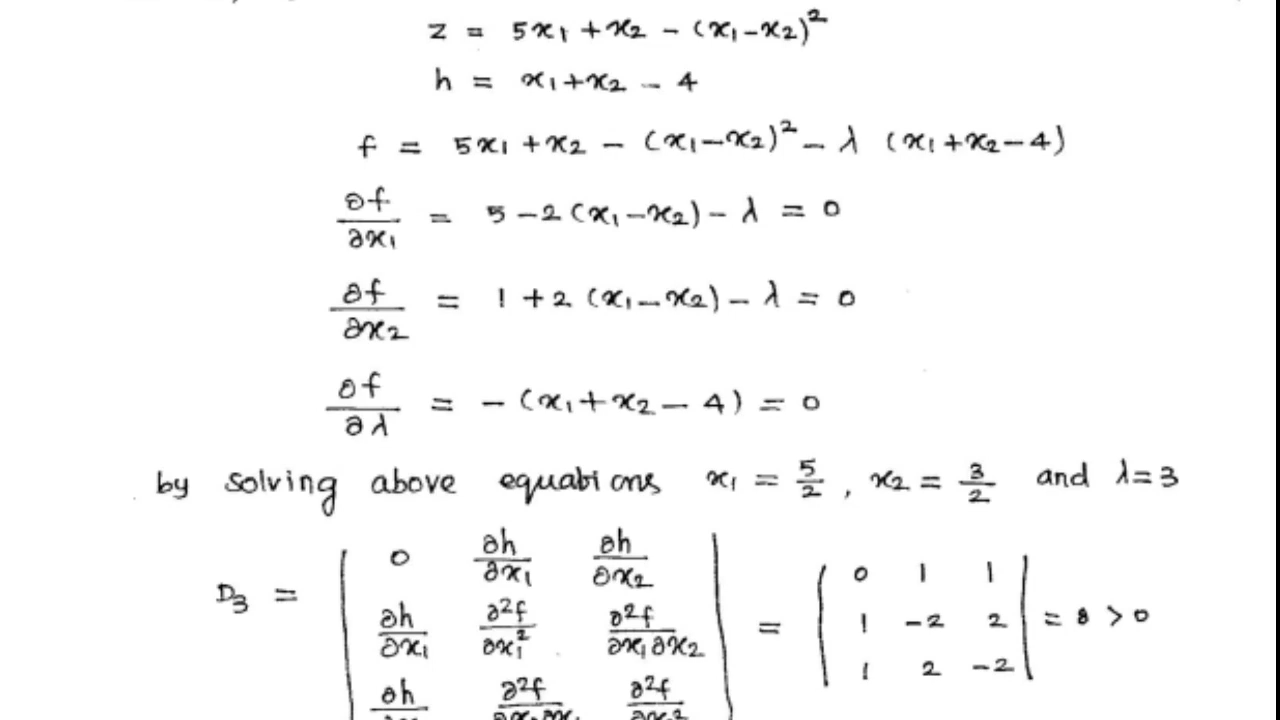 z = 5x₁ + x₂ - (x₁-x₂)²
h = x₁+x₂ - 4
f = 5x₁ + x₂ - (x₁-x₂)² - λ (x₁+x₂-4)
∂f/∂x₁ = 5 - 2(x₁-x₂) - λ = 0
∂f/∂x₂ = 1 + 2 (x₁-x₂) - λ = 0
∂f/∂λ = - (x₁+x₂-4) = 0
by solving above equations x₁ = 5/2, x₂ = 3/2 and λ=3
D₃ = | 0 ∂h/∂x₁ ∂h/∂x₂ | = | 0 1 1 |
| ∂h/∂x₁ ∂²f/∂x₁² ∂²f/∂x₁∂x₂ | | 1 -2 2 | = 8 > 0
| ∂h ∂²f ∂²f | | 1 2 -2 |